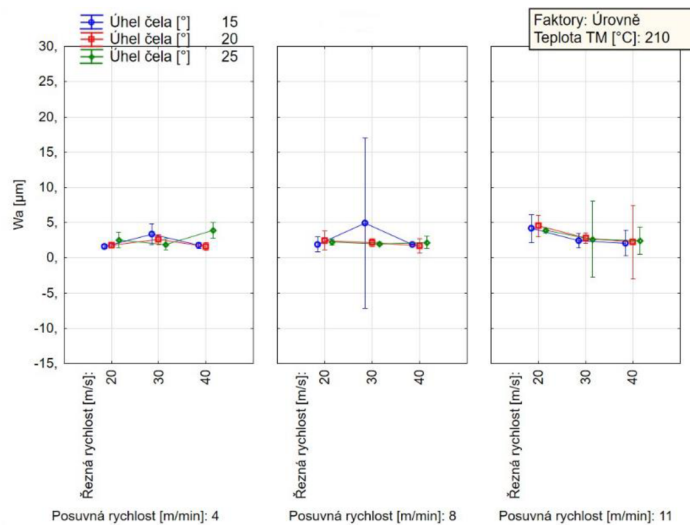 Úhel čela [°] 15
Úhel čela [°] 20
Úhel čela [°] 25
Faktory: Úrovně
Teplota TM [°C]: 210
Wa [µm]
30,
25,
20,
15,
10,
5,
0,
-5,
-10,
-15,
Řezná rychlost [m/s]:
20
30
40
Řezná rychlost [m/s]:
20
30
40
Řezná rychlost [m/s]:
20
30
40
Posuvná rychlost [m/min]: 4
Posuvná rychlost [m/min]: 8
Posuvná rychlost [m/min]: 11